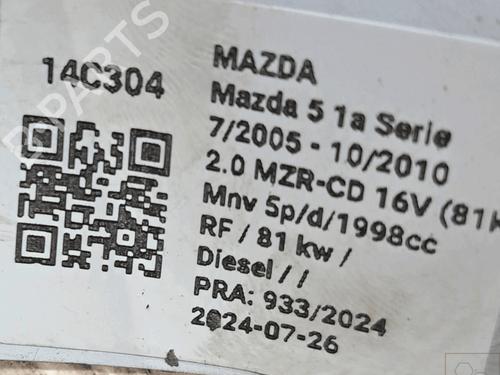 14C304
MAZDA
Mazda 5 1a Serie
7/2005 - 10/2010
2.0 MZR-CD 16V (81
Mnv 5p/d/1998cc
RF / 81 kw /
Diesel / /
PRA: 933/2024
2024-07-26
PARTS